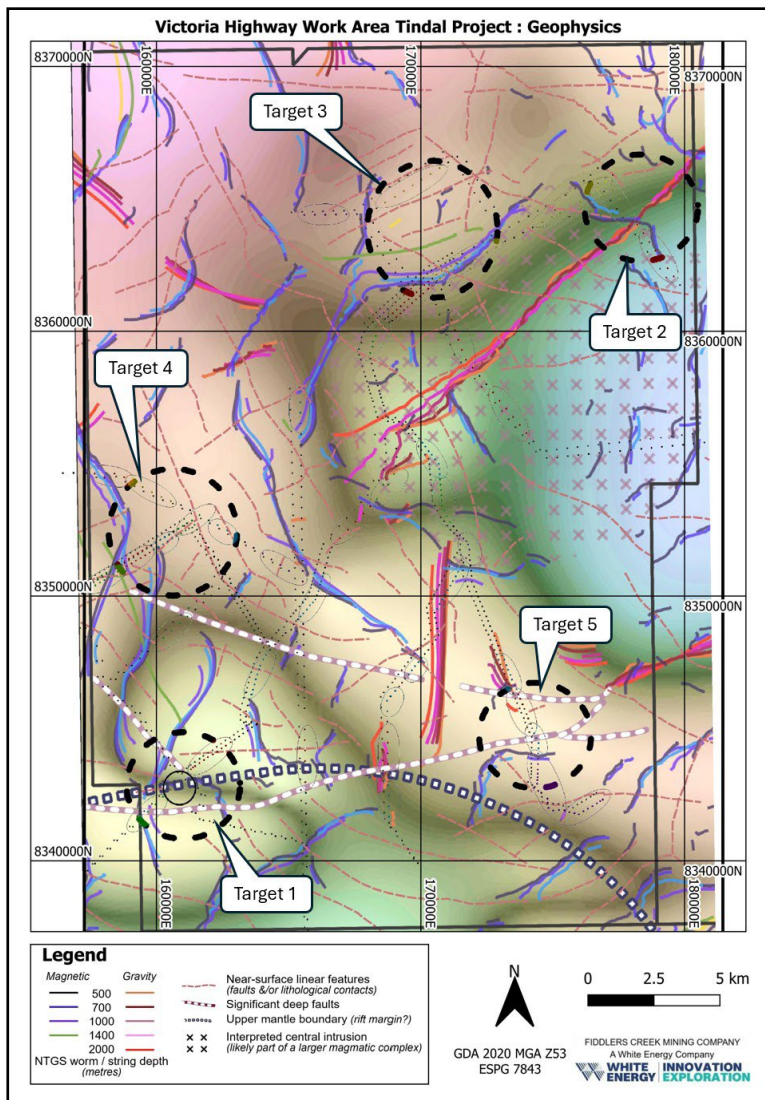 Victoria Highway Work Area Tindal Project : Geophysics
8370000N
160000E
170000E
180000E
8370000N
Target 3
Target 2
8360000N
8360000N
Target 4
8350000N
8350000N
Target 5
8340000N
8340000N
Target 1
160000E
170000E
180000E
Legend
Magnetic
Gravity
500
700
1000
1400
2000
NTGS worm / string depth
(metres)
Near-surface linear features
(faults &/or lithological contacts)
Significant deep faults
Upper mantle boundary (rift margin?)
Interpreted central intrusion
(likely part of a larger magmatic complex)
N
GDA 2020 MGA Z53
ESPG 7843
0 2.5 5 km
FIDDLERS CREEK MINING COMPANY
A White Energy Company
WHITE ENERGY
INNOVATION EXPLORATION